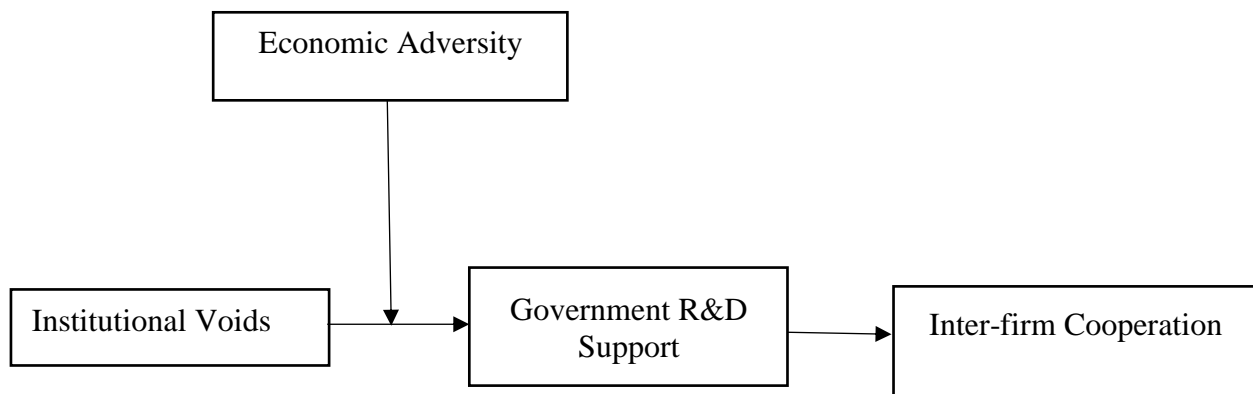 Economic Adversity
Institutional Voids
Government R&D
Support
Inter-firm Cooperation